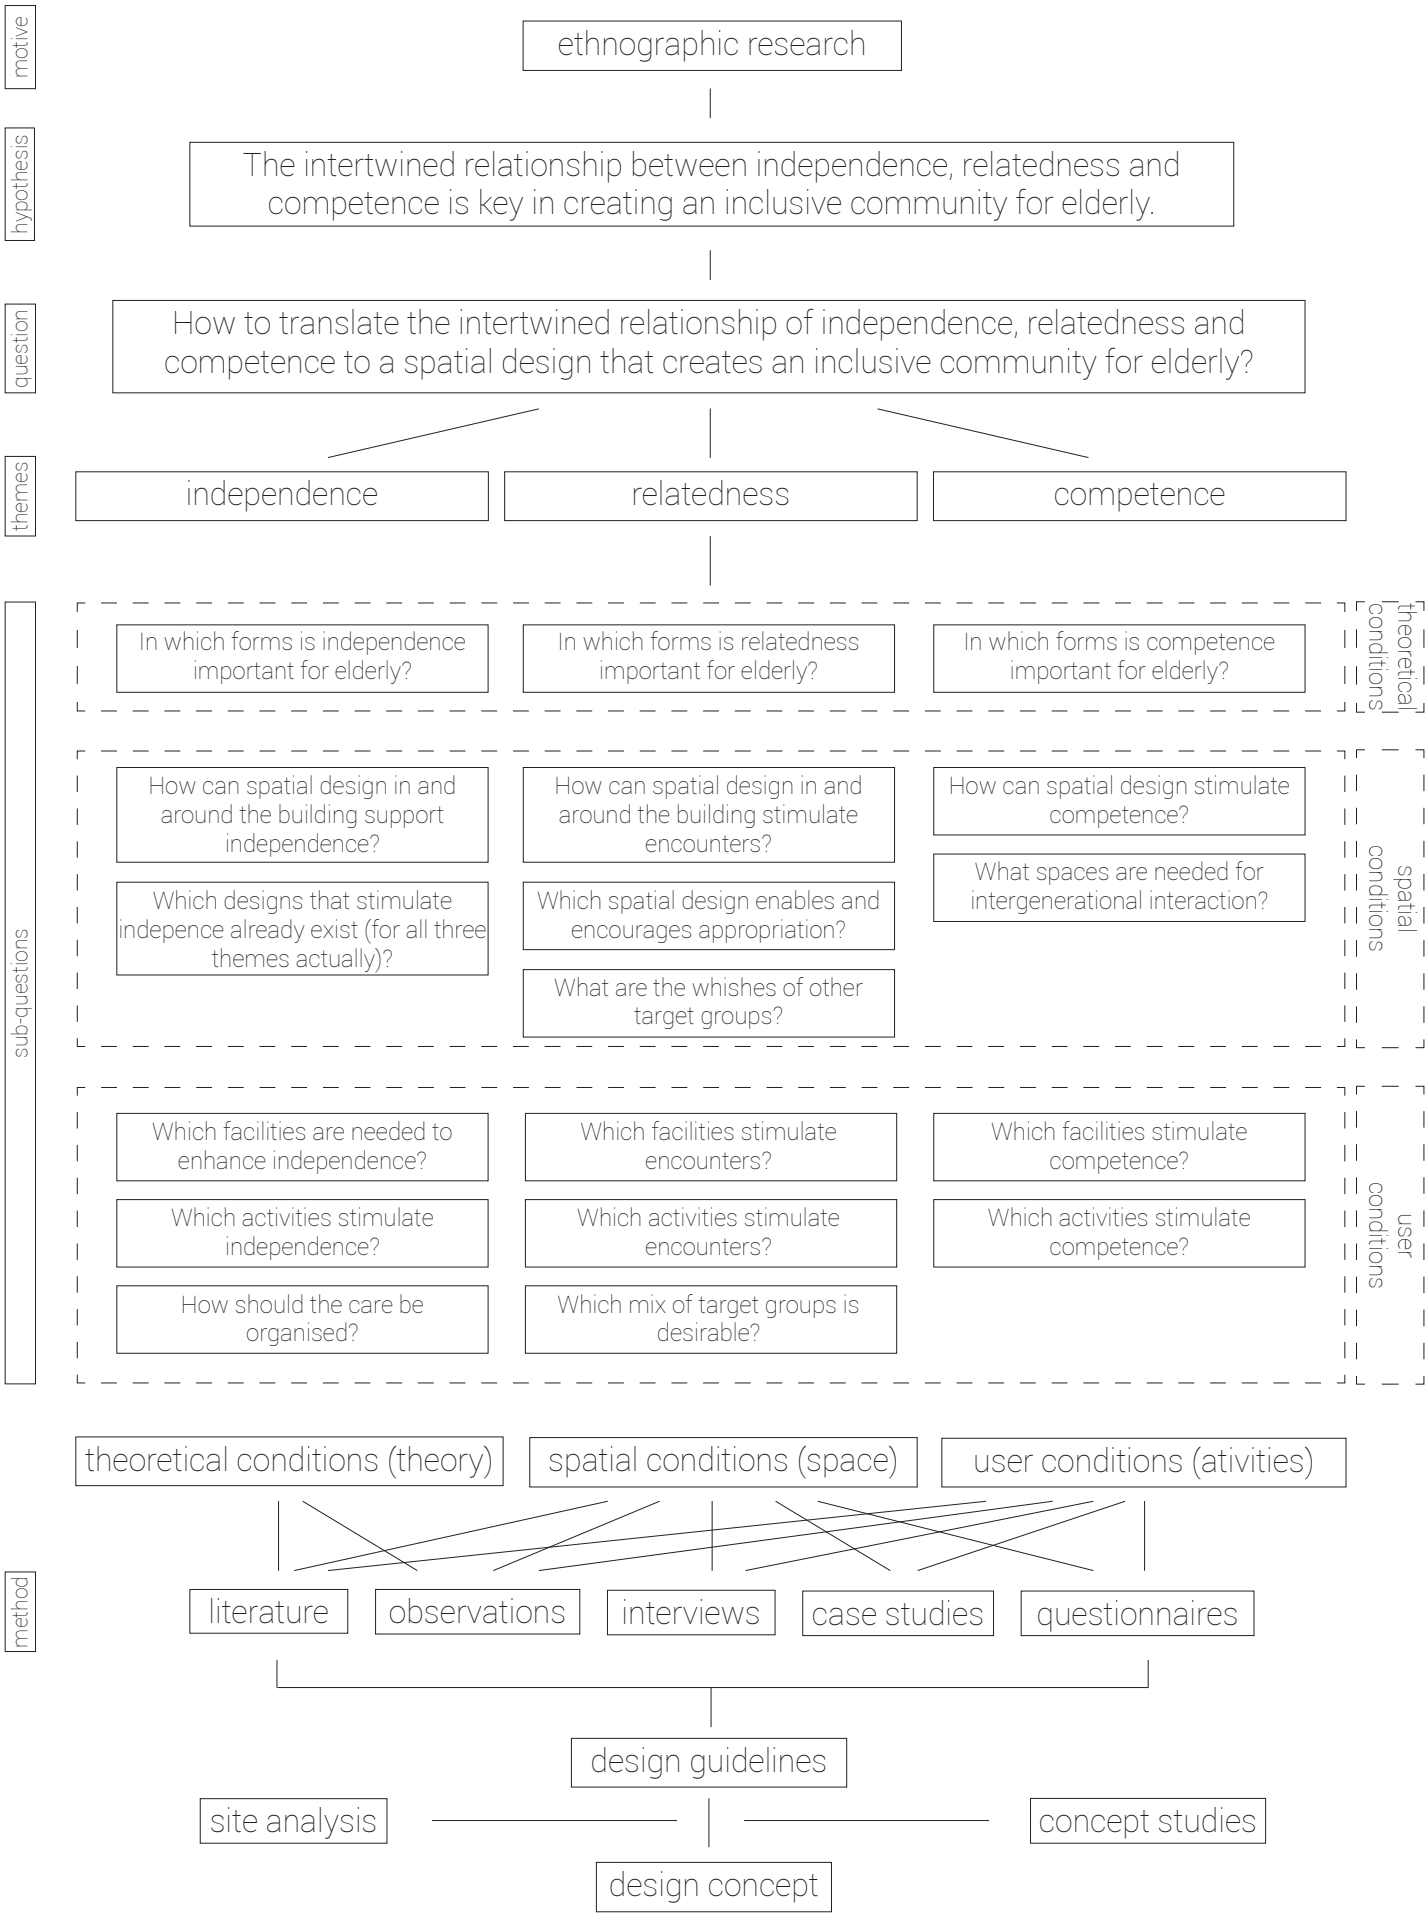 motive
ethnographic research
hypothesis
The intertwined relationship between independence, relatedness and
competence is key in creating an inclusive community for elderly.
question
How to translate the intertwined relationship of independence, relatedness and
competence to a spatial design that creates an inclusive community for elderly?
themes
independence
relatedness
competence
sub-questions
theoretical
conditions
In which forms is independence
important for elderly?
In which forms is relatedness
important for elderly?
In which forms is competence
important for elderly?
spatial
conditions
How can spatial design in and
around the building support
independence?
Which designs that stimulate
indepence already exist (for all three
themes actually)?
How can spatial design in and
around the building stimulate
encounters?
Which spatial design enables and
encourages appropriation?
What are the whishes of other
target groups?
How can spatial design stimulate
competence?
What spaces are needed for
intergenerational interaction?
user
conditions
Which facilities are needed to
enhance independence?
Which activities stimulate
independence?
How should the care be
organised?
Which facilities stimulate
encounters?
Which activities stimulate
encounters?
Which mix of target groups is
desirable?
Which facilities stimulate
competence?
Which activities stimulate
competence?
theoretical conditions (theory)
spatial conditions (space)
user conditions (ativities)
method
literature
observations
interviews
case studies
questionnaires
design guidelines
site analysis
concept studies
design concept